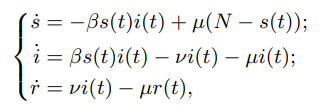 ṡ = −βs(t)i(t) + μ(N − s(t));
i̇ = βs(t)i(t) − νi(t) − μi(t);
ṙ = νi(t) − μr(t),